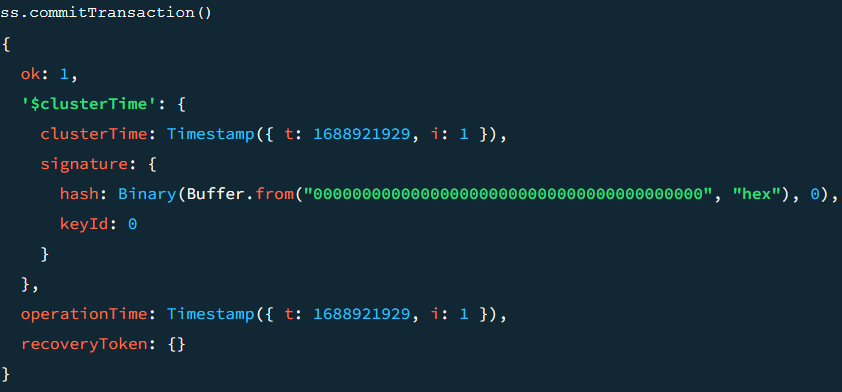 ss.commitTransaction()
{
  ok: 1,
  '$clusterTime': {
    clusterTime: Timestamp({ t: 1688921929, i: 1 }),
    signature: {
      hash: Binary(Buffer.from("0000000000000000000000000000000000000000", "hex"), 0),
      keyId: 0
    }
  },
  operationTime: Timestamp({ t: 1688921929, i: 1 }),
  recoveryToken: {}
}